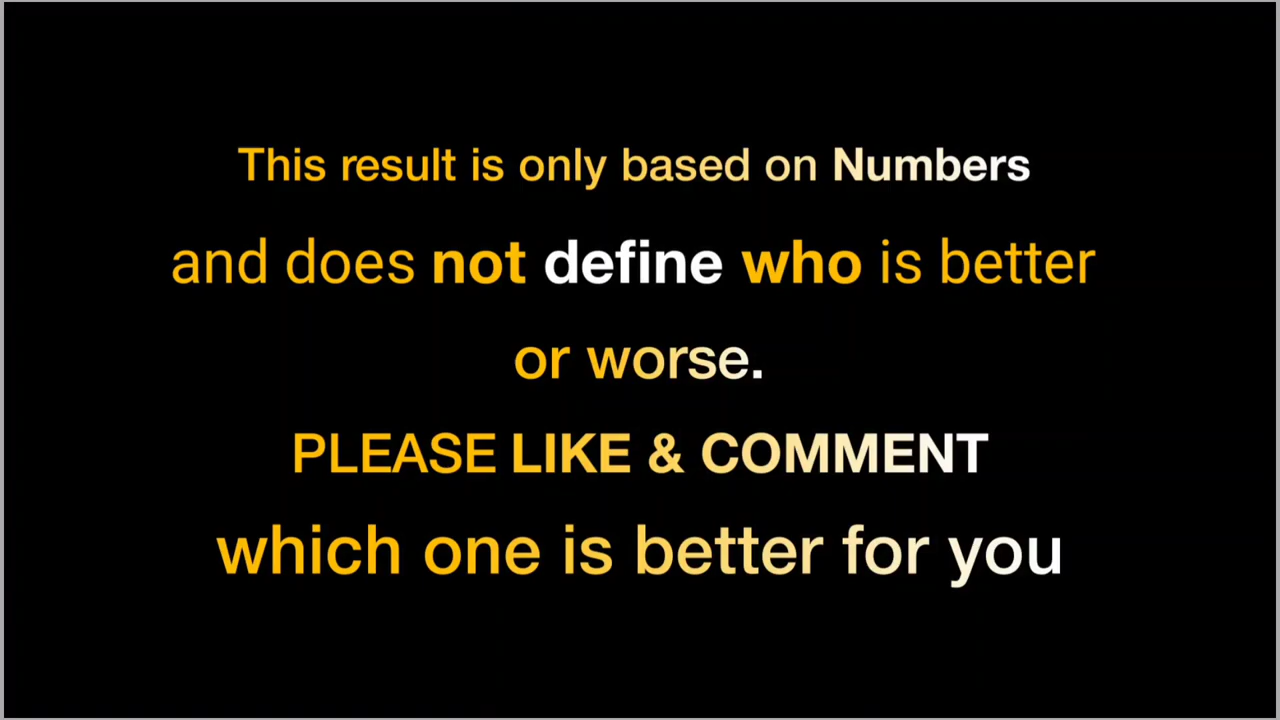 This result is only based on Numbers
and does not define who is better
or worse.
PLEASE LIKE & COMMENT
which one is better for you